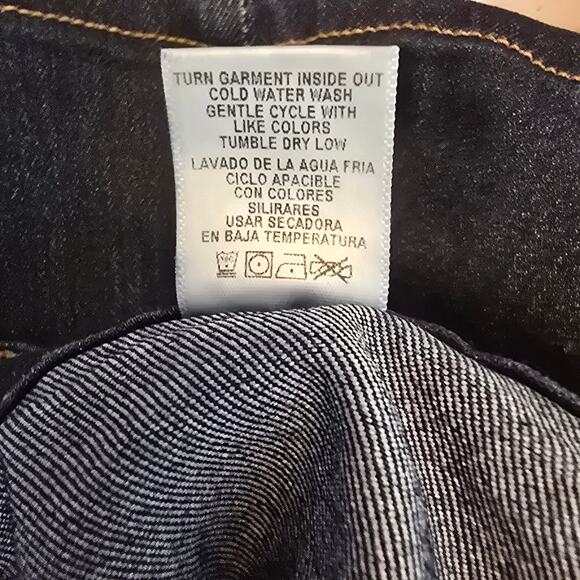 TURN GARMENT INSIDE OUT
COLD WATER WASH
GENTLE CYCLE WITH
LIKE COLORS
TUMBLE DRY LOW
LAVADO DE LA AGUA FRIA
CICLO APACIBLE
CON COLORES
SILIRARES
USAR SECADORA
EN BAJA TEMPERATURA